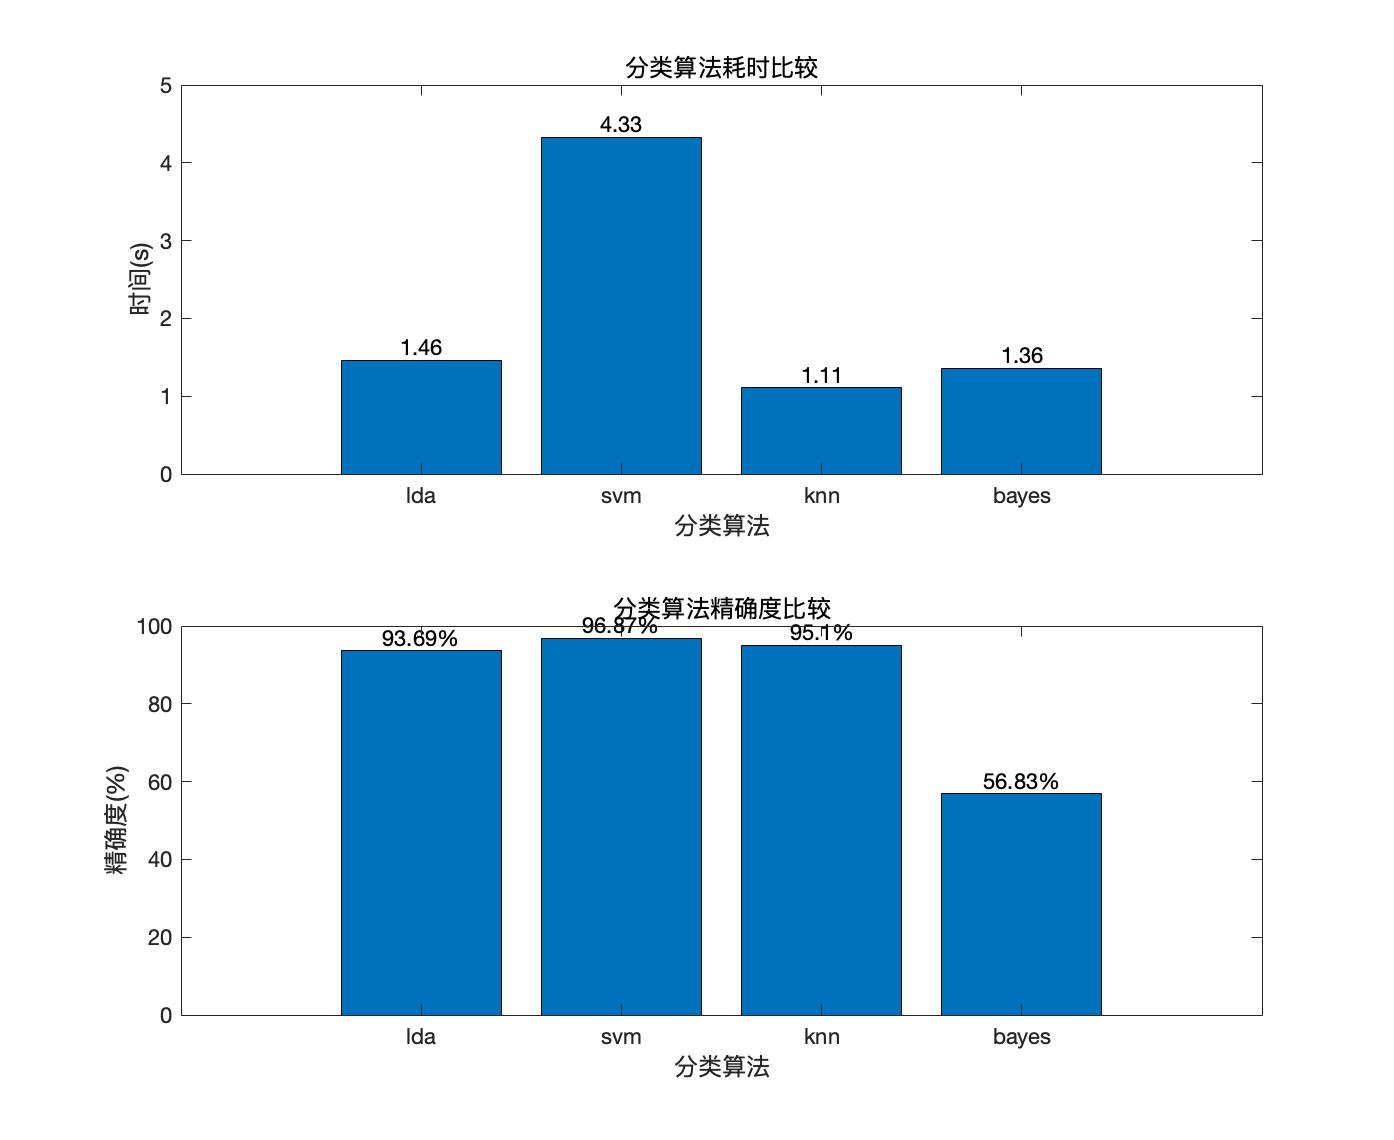 分类算法耗时比较
5
4
3
2
1
0
时间(s)
1.46
4.33
1.11
1.36
lda svm knn bayes
分类算法
分类算法精确度比较
100
80
60
40
20
0
精确度(%)
93.69%
96.87%
95.1%
56.83%
lda svm knn bayes
分类算法